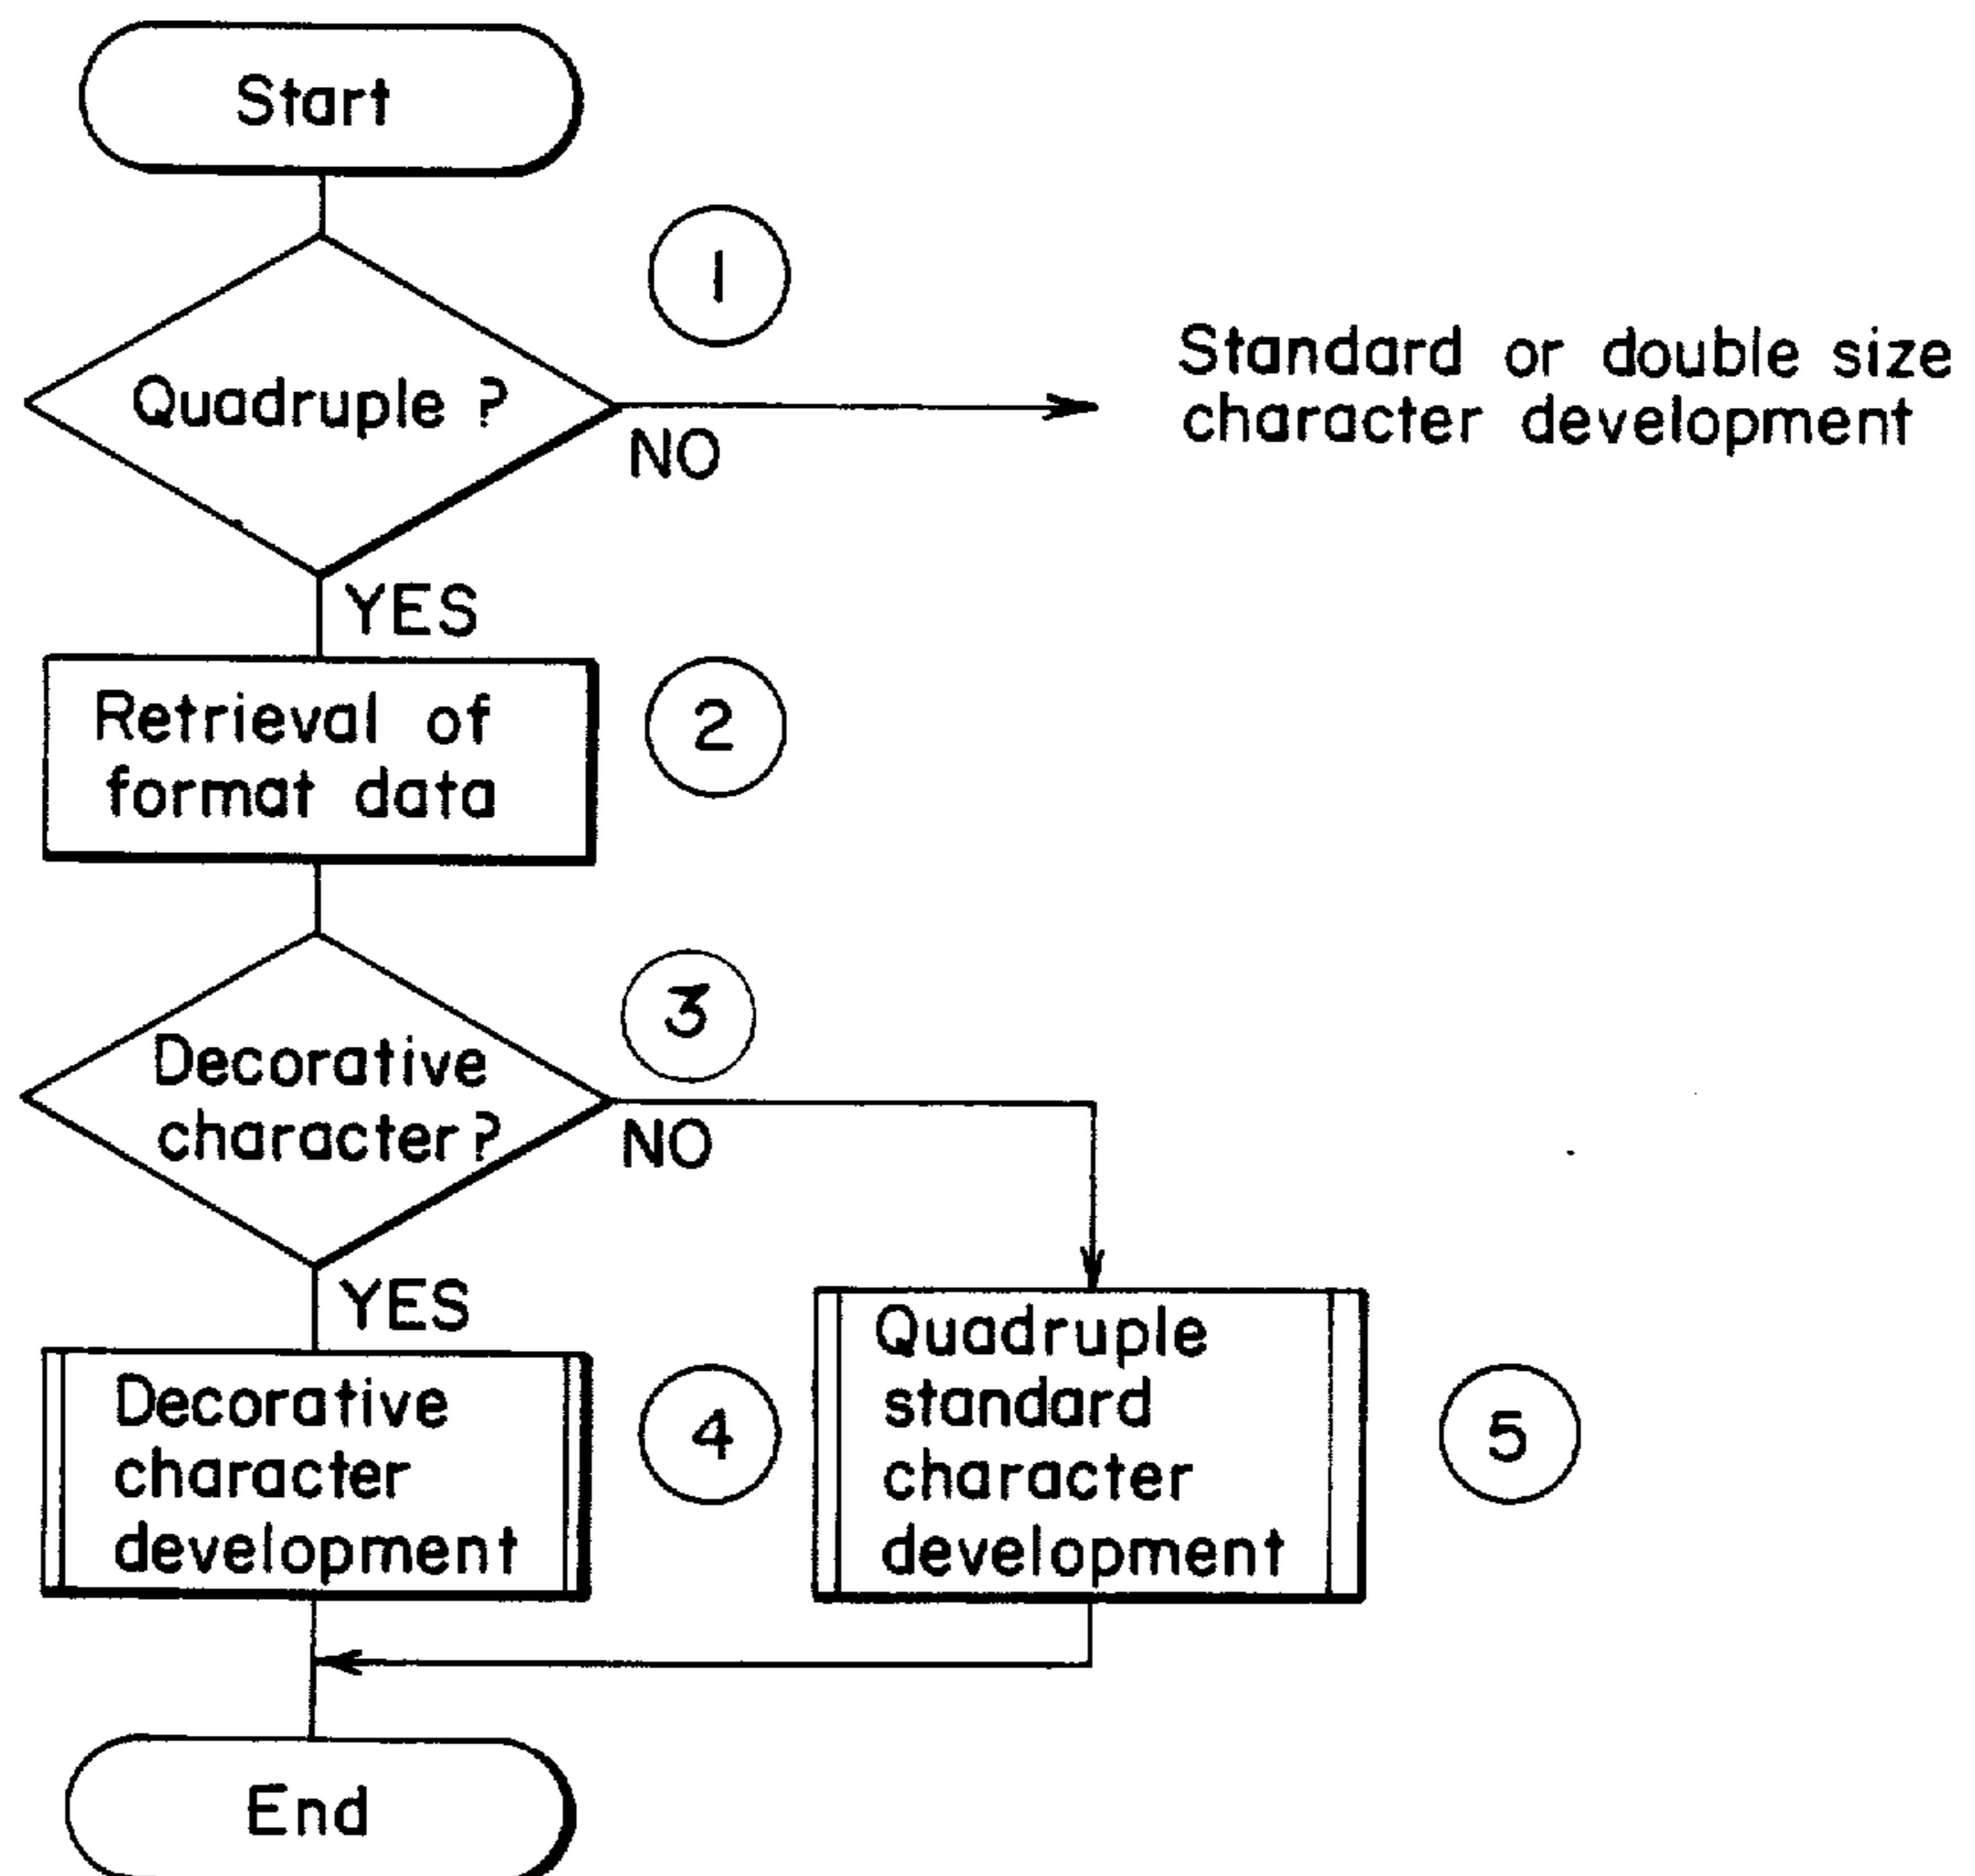 Start
1
Quadruple ?
NO
Standard or double size
character development
YES
Retrieval of
format data
2
3
Decorative
character?
NO
YES
Decorative
character
development
4
Quadruple
standard
character
development
5
End